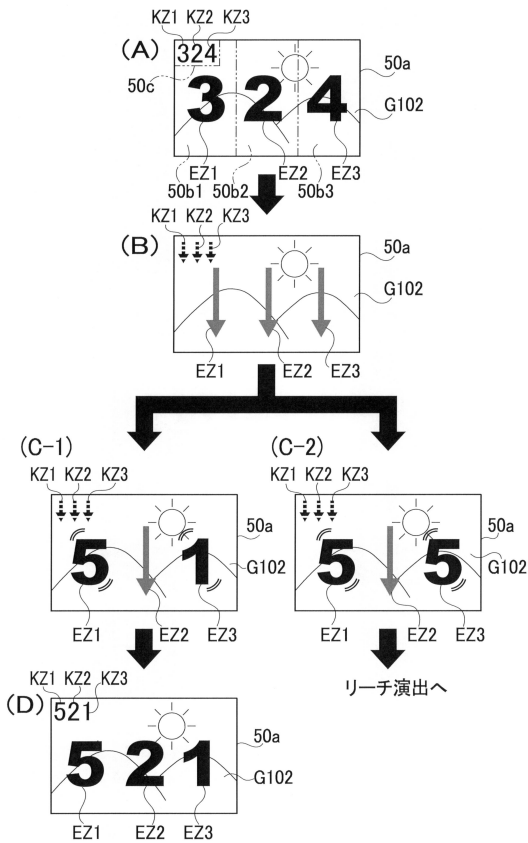 KZ1 KZ2 KZ3
(A)
324
50a
50c
G102
3 2 4
EZ1 EZ2 EZ3
50b1 50b2 50b3
KZ1 KZ2 KZ3
(B)
50a
G102
EZ1 EZ2 EZ3
(C-1)
KZ1 KZ2 KZ3
50a
5 1
G102
EZ1 EZ2 EZ3
(C-2)
KZ1 KZ2 KZ3
50a
5 5
G102
EZ1 EZ2 EZ3
リーチ演出へ
KZ1 KZ2 KZ3
(D)
521
50a
5 2 1
G102
EZ1 EZ2 EZ3